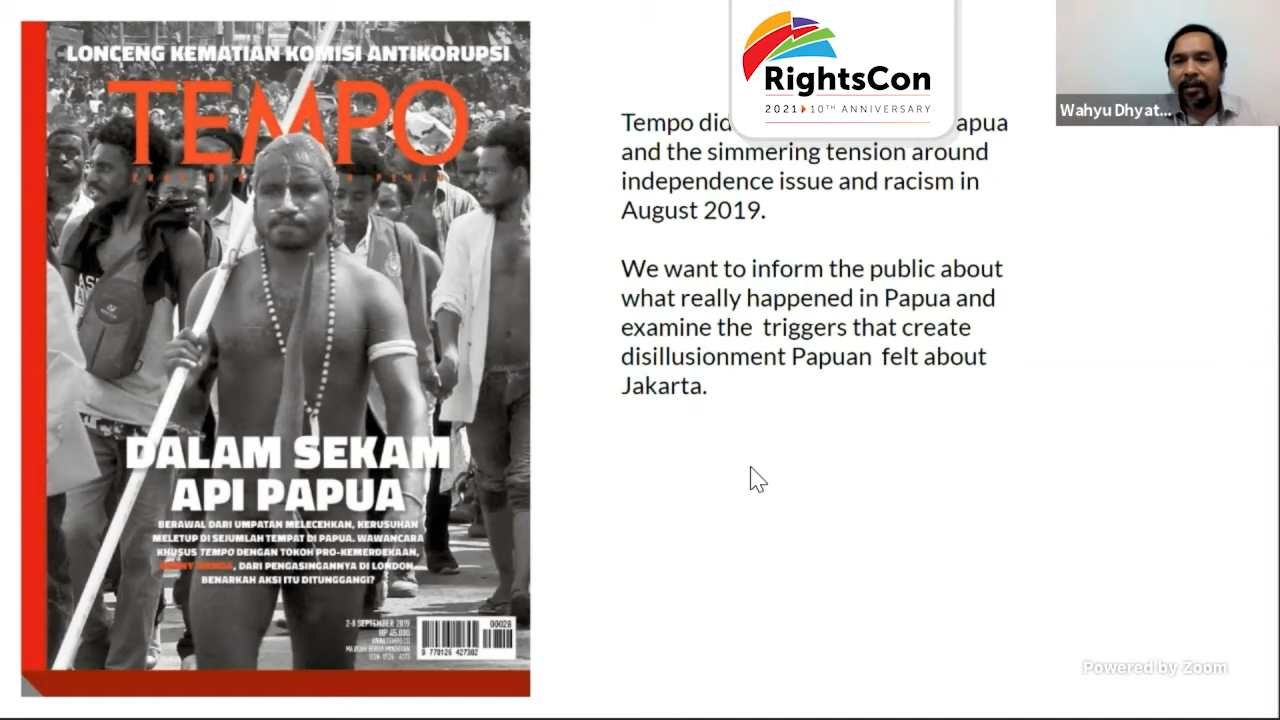 LONCENG KEMATIAN KOMISI ANTIKORUPSI
TEMPO
DALAM SEKAM
API PAPUA
BERAWAL DARI UMPATAN MELECEHKAN, KERUSUHAN
MELETUP DI SEJUMLAH TEMPAT DI PAPUA. WAWANCARA
KHUSUS TEMPO DENGAN TOKOH PRO-KEMERDEKAAN,
, DARI PENGASINGANNYA DI LONDON.
BENARKAH AKSI ITU DITUNGGANGI?
2-8 SEPTEMBER 2019
RP 45.000
00028
9 770126 427302
RightsCon
2021 10TH ANNIVERSARY
Tempo did apua
and the simmering tension around
independence issue and racism in
August 2019.
We want to inform the public about
what really happened in Papua and
examine the triggers that create
disillusionment Papuan felt about
Jakarta.
Wahyu Dhyat...
Powered by Zoom